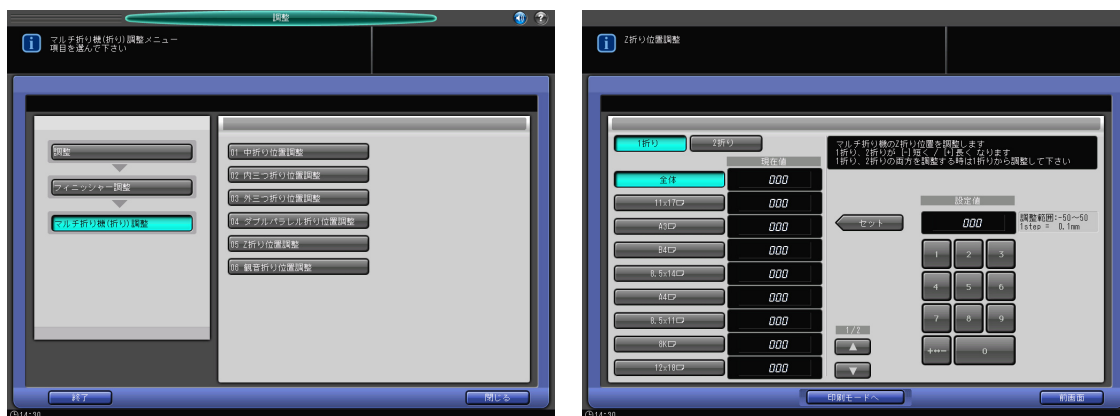 調整
マルチ折り機(折り)調整メニュー
項目を選んで下さい
調整
フィニッシャー調整
マルチ折り機(折り)調整
01 中折り位置調整
02 内三つ折り位置調整
03 外三つ折り位置調整
04 ダブルパラレル折り位置調整
05 Z折り位置調整
06 観音折り位置調整
終了
閉じる
14:30
Z折り位置調整
1折り
2折り
現在値
全体 000
11x17 000
A3 000
B4 000
8.5x14 000
A4 000
8.5x11 000
8K 000
12x18 000
マルチ折り機のZ折り位置を調整します
1折り、2折りが [-]短く / [+]長く なります
1折り、2折りの両方を調整する時は1折りから調整して下さい
設定値
セット
000
調整範囲:-50～50
1step = 0.1mm
1 2 3
4 5 6
7 8 9
+↔- 0
1/2
印刷モードへ
前画面
14:30